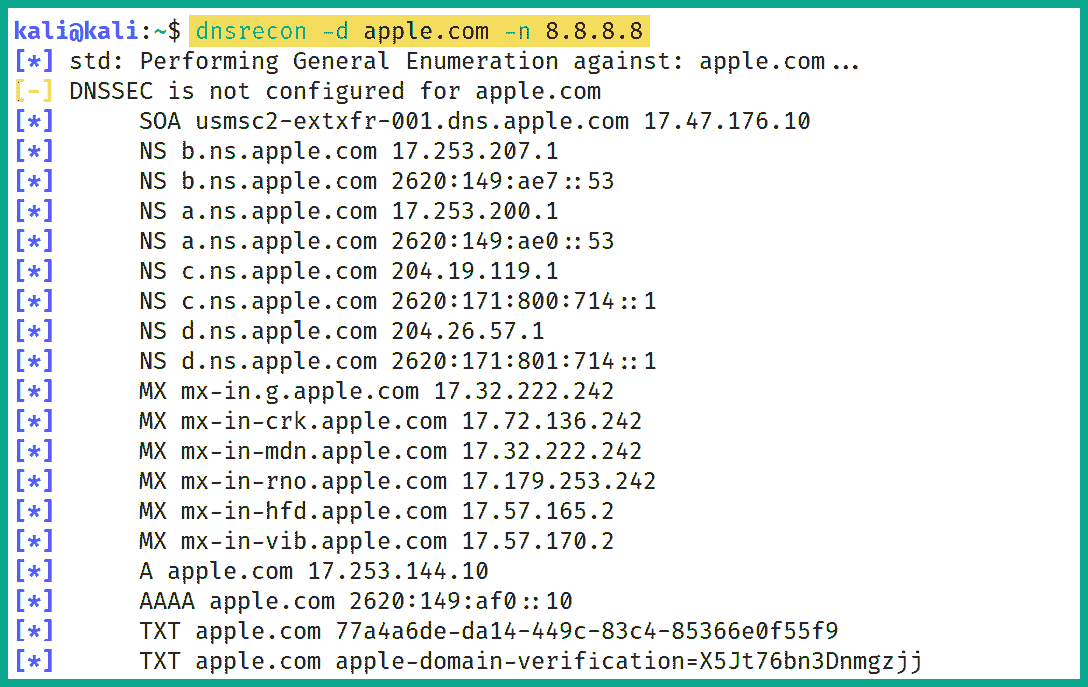 kali@kali:~$ dnsrecon -d apple.com -n 8.8.8.8
[*] std: Performing General Enumeration against: apple.com...
[-] DNSSEC is not configured for apple.com
[*] SOA usmsc2-extxfr-001.dns.apple.com 17.47.176.10
[*] NS b.ns.apple.com 17.253.207.1
[*] NS b.ns.apple.com 2620:149:ae7::53
[*] NS a.ns.apple.com 17.253.200.1
[*] NS a.ns.apple.com 2620:149:ae0::53
[*] NS c.ns.apple.com 204.19.119.1
[*] NS c.ns.apple.com 2620:171:800:714::1
[*] NS d.ns.apple.com 204.26.57.1
[*] NS d.ns.apple.com 2620:171:801:714::1
[*] MX mx-in.g.apple.com 17.32.222.242
[*] MX mx-in-crk.apple.com 17.72.136.242
[*] MX mx-in-mdn.apple.com 17.32.222.242
[*] MX mx-in-rno.apple.com 17.179.253.242
[*] MX mx-in-hfd.apple.com 17.57.165.2
[*] MX mx-in-vib.apple.com 17.57.170.2
[*] A apple.com 17.253.144.10
[*] AAAA apple.com 2620:149:af0::10
[*] TXT apple.com 77a4a6de-da14-449c-83c4-85366e0f55f9
[*] TXT apple.com apple-domain-verification=X5Jt76bn3Dnmgzjj